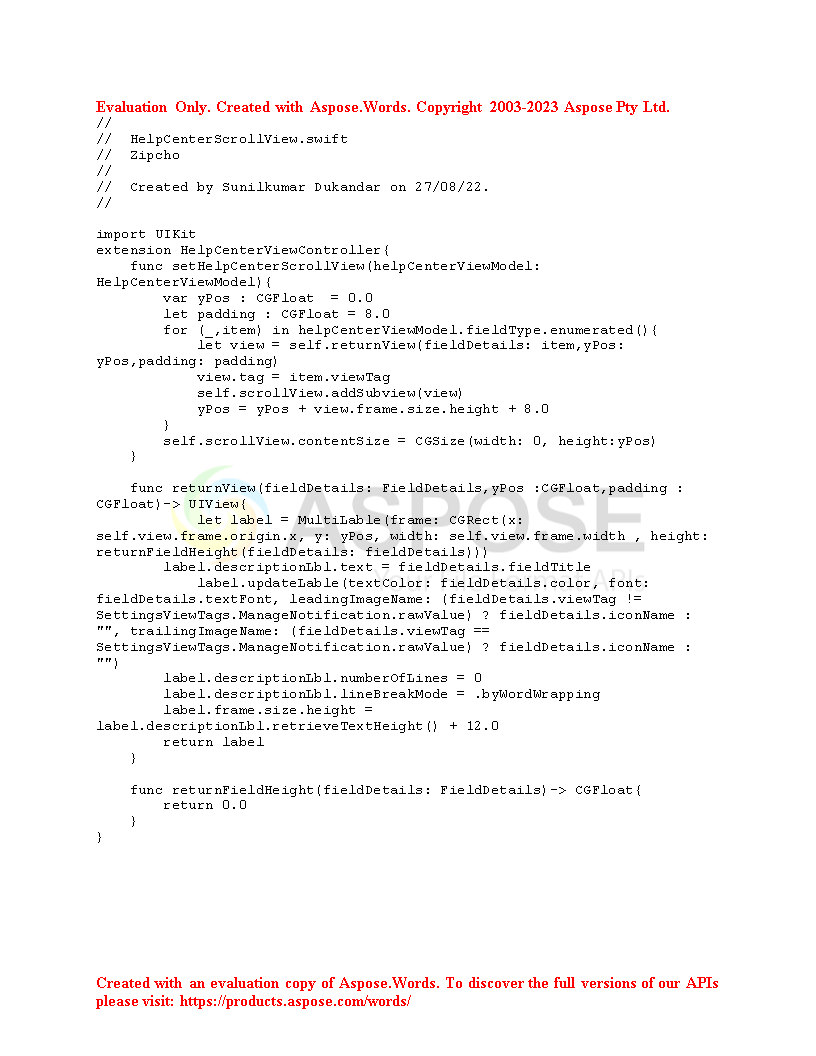 Evaluation Only. Created with Aspose.Words. Copyright 2003-2023 Aspose Pty Ltd.
//
//  HelpCenterScrollView.swift
//  Zipcho
//
//  Created by Sunilkumar Dukandar on 27/08/22.
//
import UIKit
extension HelpCenterViewController{
    func setHelpCenterScrollView(helpCenterViewModel:
HelpCenterViewModel){
        var yPos : CGFloat  = 0.0
        let padding : CGFloat = 8.0
        for (_,item) in helpCenterViewModel.fieldType.enumerated(){
            let view = self.returnView(fieldDetails: item,yPos:
yPos,padding: padding)
            view.tag = item.viewTag
            self.scrollView.addSubview(view)
            yPos = yPos + view.frame.size.height + 8.0
        }
        self.scrollView.contentSize = CGSize(width: 0, height:yPos)
    }
    func returnView(fieldDetails: FieldDetails,yPos :CGFloat,padding :
CGFloat)-> UIView{
            let label = MultiLable(frame: CGRect(x:
self.view.frame.origin.x, y: yPos, width: self.view.frame.width , height:
returnFieldHeight(fieldDetails: fieldDetails)))
        label.descriptionLbl.text = fieldDetails.fieldTitle
            label.updateLable(textColor: fieldDetails.color, font:
fieldDetails.textFont, leadingImageName: (fieldDetails.viewTag !=
SettingsViewTags.ManageNotification.rawValue) ? fieldDetails.iconName :
"", trailingImageName: (fieldDetails.viewTag ==
SettingsViewTags.ManageNotification.rawValue) ? fieldDetails.iconName :
"")
        label.descriptionLbl.numberOfLines = 0
        label.descriptionLbl.lineBreakMode = .byWordWrapping
        label.frame.size.height =
label.descriptionLbl.retrieveTextHeight() + 12.0
        return label
    }
    func returnFieldHeight(fieldDetails: FieldDetails)-> CGFloat{
        return 0.0
    }
}
ASPOSE
Created with an evaluation copy of Aspose.Words. To discover the full versions of our APIs
please visit: https://products.aspose.com/words/